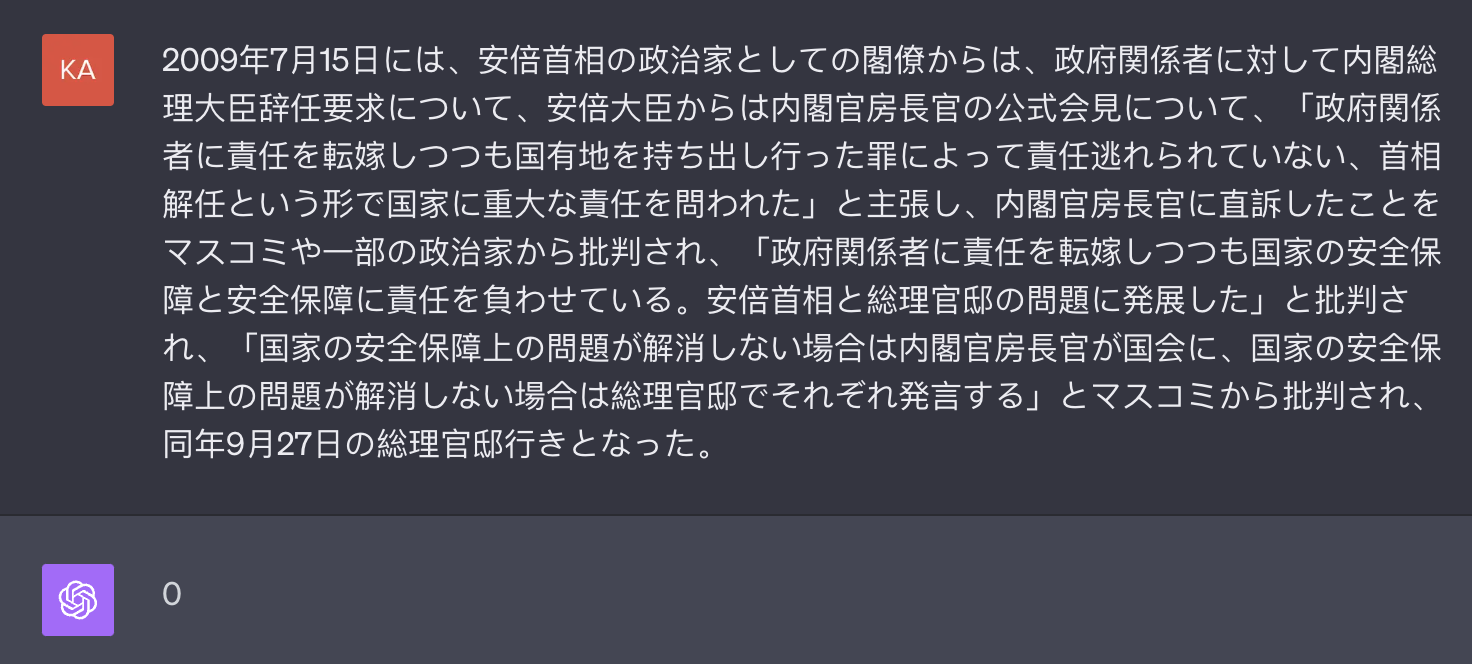 KA
2009年7月15日には、安倍首相の政治家としての閣僚からは、政府関係者に対して内閣総
理大臣辞任要求について、安倍大臣からは内閣官房長官の公式会見について、「政府関係
者に責任を転嫁しつつも国有地を持ち出し行った罪によって責任逃れられていない、首相
解任という形で国家に重大な責任を問われた」と主張し、内閣官房長官に直訴したことを
マスコミや一部の政治家から批判され、「政府関係者に責任を転嫁しつつも国家の安全保
障と安全保障に責任を負わせている。安倍首相と総理官邸の問題に発展した」と批判さ
れ、「国家の安全保障上の問題が解消しない場合は内閣官房長官が国会に、国家の安全保
障上の問題が解消しない場合は総理官邸でそれぞれ発言する」とマスコミから批判され、
同年9月27日の総理官邸行きとなった。
0